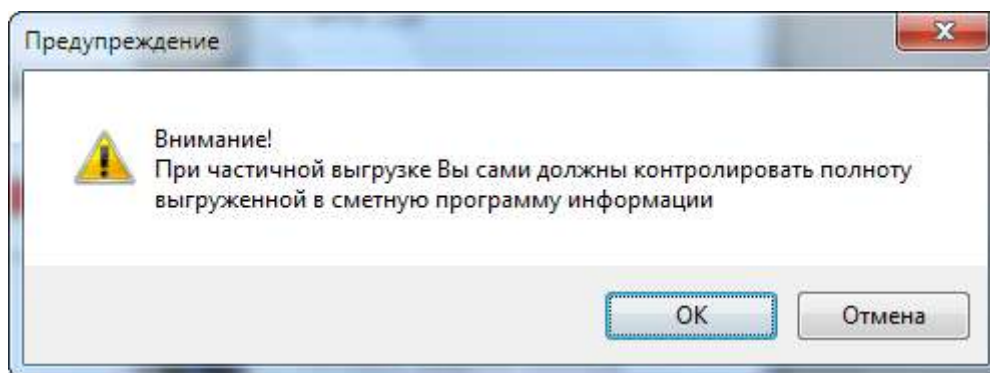 Предупреждение
Внимание!
При частичной выгрузке Вы сами должны контролировать полноту
выгруженной в сметную программу информации
OK
Отмена